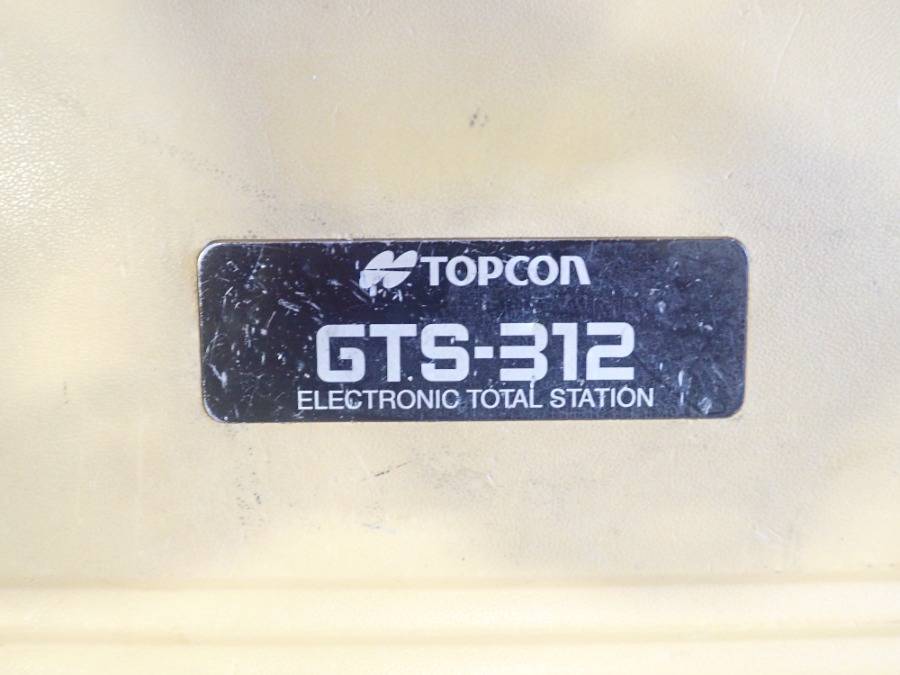 TOPCON
GTS-312
ELECTRONIC TOTAL STATION